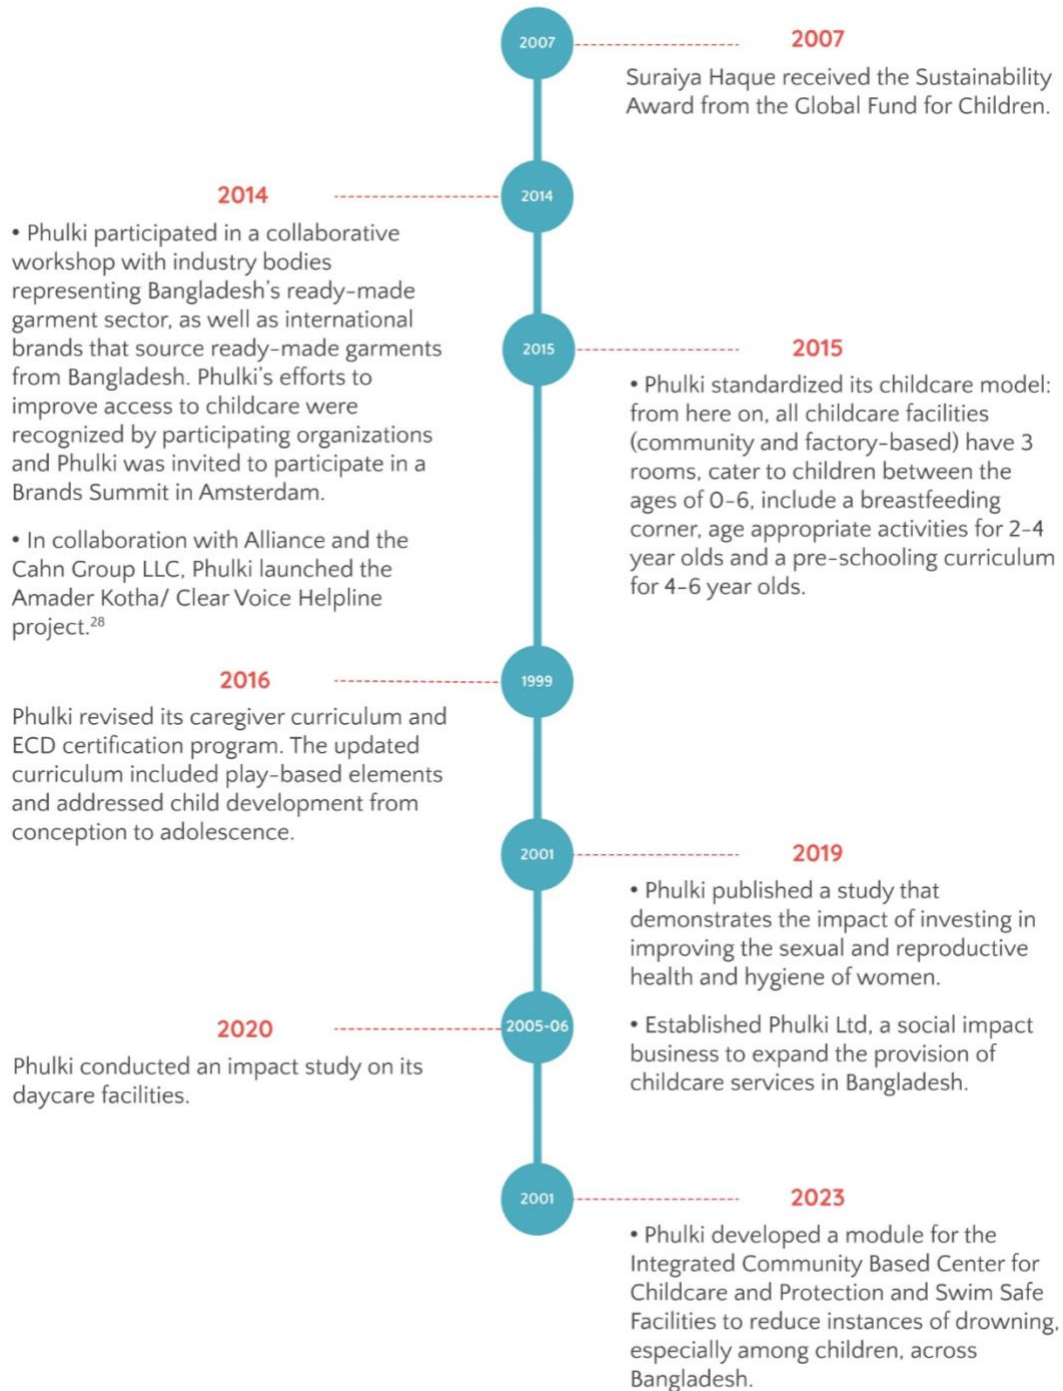 2007
2007
Suraiya Haque received the Sustainability
Award from the Global Fund for Children.
2014
2014
• Phulki participated in a collaborative
workshop with industry bodies
representing Bangladesh's ready-made
garment sector, as well as international
brands that source ready-made garments
from Bangladesh. Phulki's efforts to
improve access to childcare were
recognized by participating organizations
and Phulki was invited to participate in a
Brands Summit in Amsterdam.
• In collaboration with Alliance and the
Cahn Group LLC, Phulki launched the
Amader Kotha/ Clear Voice Helpline
project.²⁸
2015
2015
• Phulki standardized its childcare model:
from here on, all childcare facilities
(community and factory-based) have 3
rooms, cater to children between the
ages of 0-6, include a breastfeeding
corner, age appropriate activities for 2-4
year olds and a pre-schooling curriculum
for 4-6 year olds.
2016
1999
Phulki revised its caregiver curriculum and
ECD certification program. The updated
curriculum included play-based elements
and addressed child development from
conception to adolescence.
2001
2019
• Phulki published a study that
demonstrates the impact of investing in
improving the sexual and reproductive
health and hygiene of women.
• Established Phulki Ltd, a social impact
business to expand the provision of
childcare services in Bangladesh.
2020
2005-06
Phulki conducted an impact study on its
daycare facilities.
2001
2023
• Phulki developed a module for the
Integrated Community Based Center for
Childcare and Protection and Swim Safe
Facilities to reduce instances of drowning,
especially among children, across
Bangladesh.